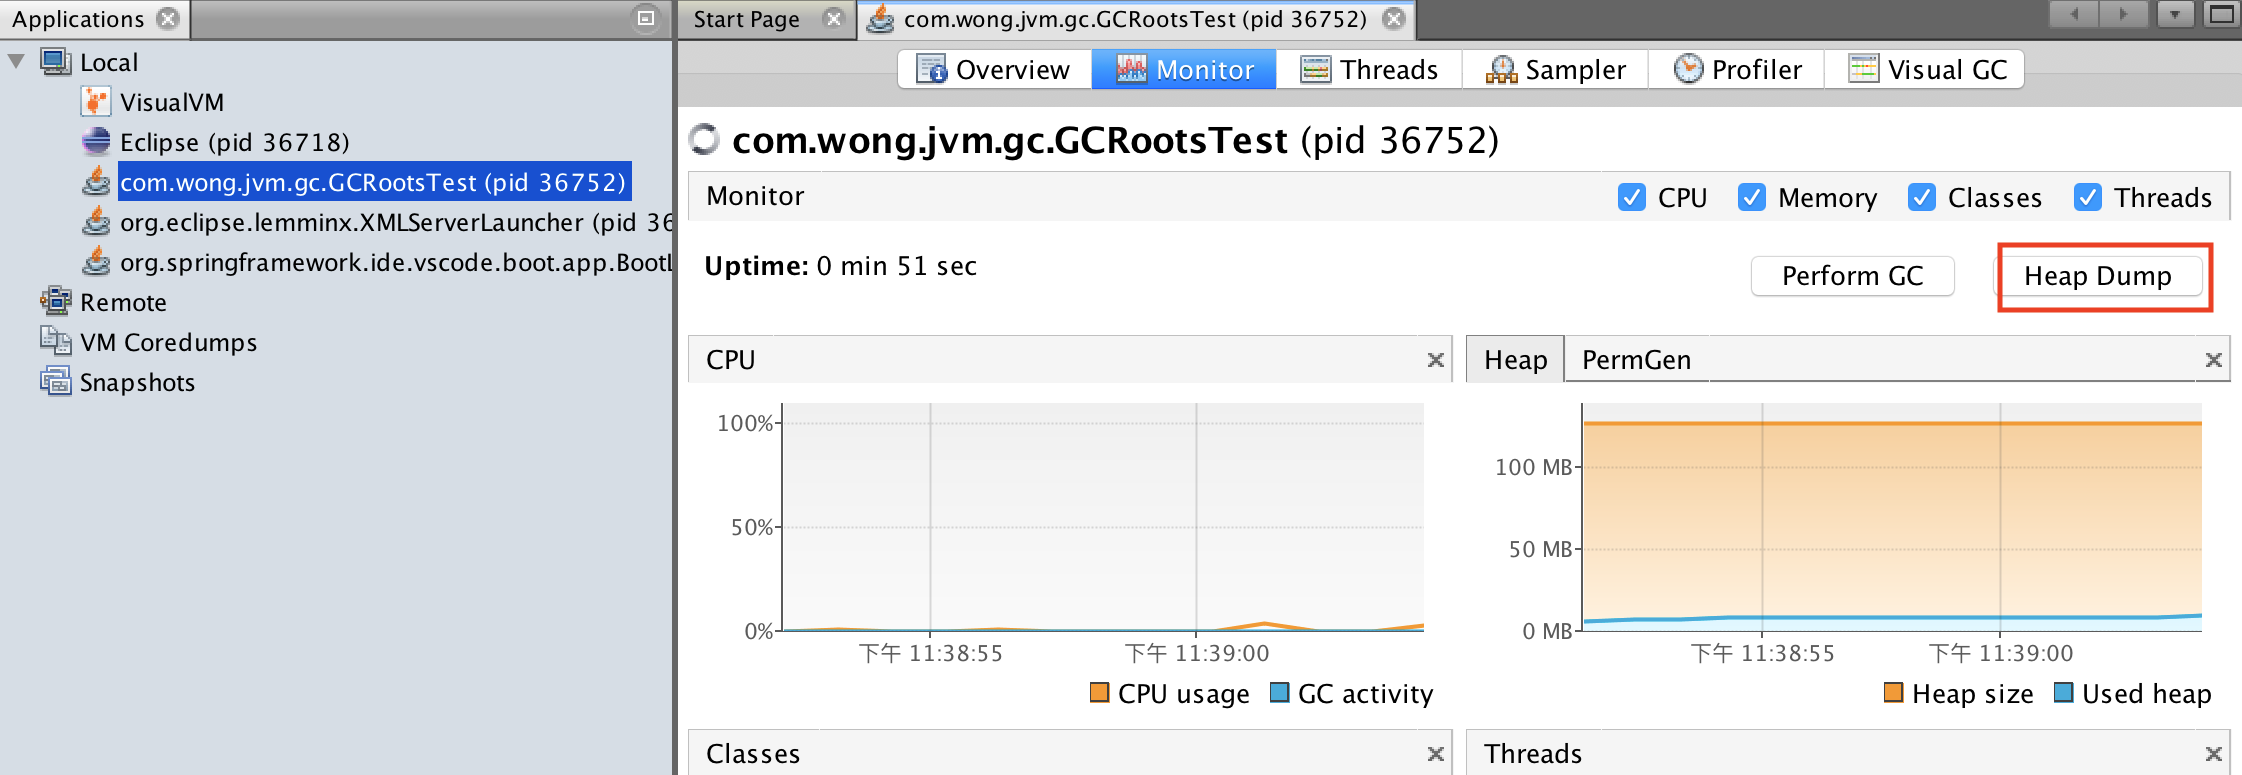 Applications
Start Page
com.wong.jvm.gc.GCRootsTest (pid 36752)
Local
VisualVM
Eclipse (pid 36718)
com.wong.jvm.gc.GCRootsTest (pid 36752)
org.eclipse.lemminx.XMLServerLauncher (pid 36
org.springframework.ide.vscode.boot.app.BootL
Remote
VM Coredumps
Snapshots
Overview
Monitor
Threads
Sampler
Profiler
Visual GC
com.wong.jvm.gc.GCRootsTest (pid 36752)
Monitor
CPU
Memory
Classes
Threads
Uptime: 0 min 51 sec
Perform GC
Heap Dump
CPU
100%
50%
0%
下午 11:38:55
下午 11:39:00
CPU usage
GC activity
Heap
PermGen
100 MB
50 MB
0 MB
下午 11:38:55
下午 11:39:00
Heap size
Used heap
Classes
Threads